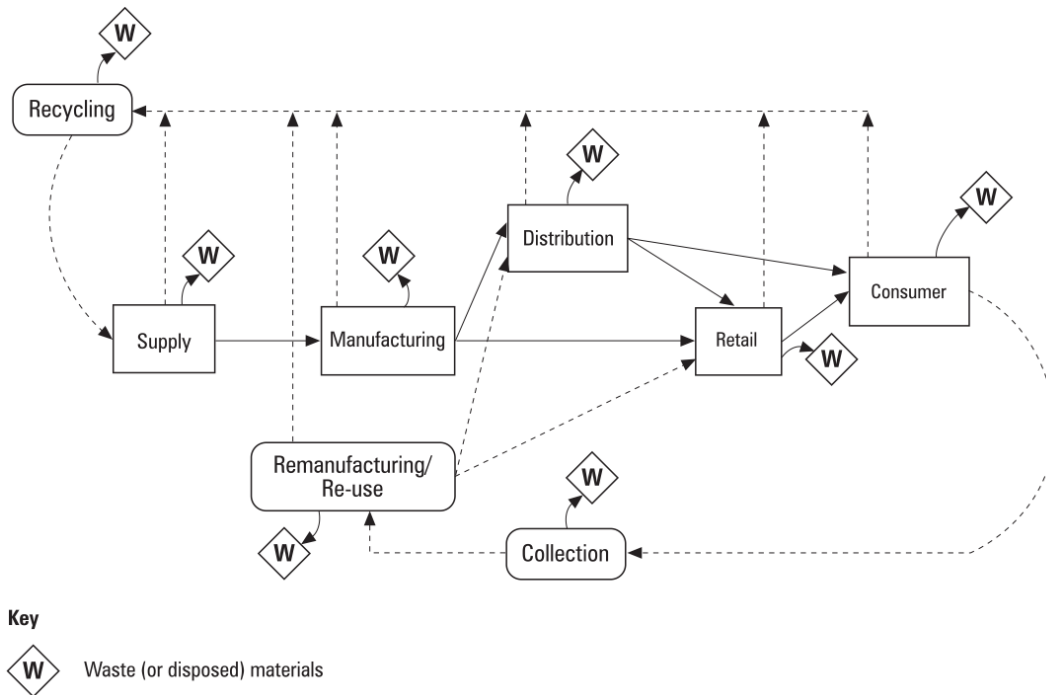 W
Recycling
W
Distribution
W
W
W
Consumer
Supply
Manufacturing
Retail
W
Remanufacturing/
Re-use
W
W
Collection
Key
W Waste (or disposed) materials